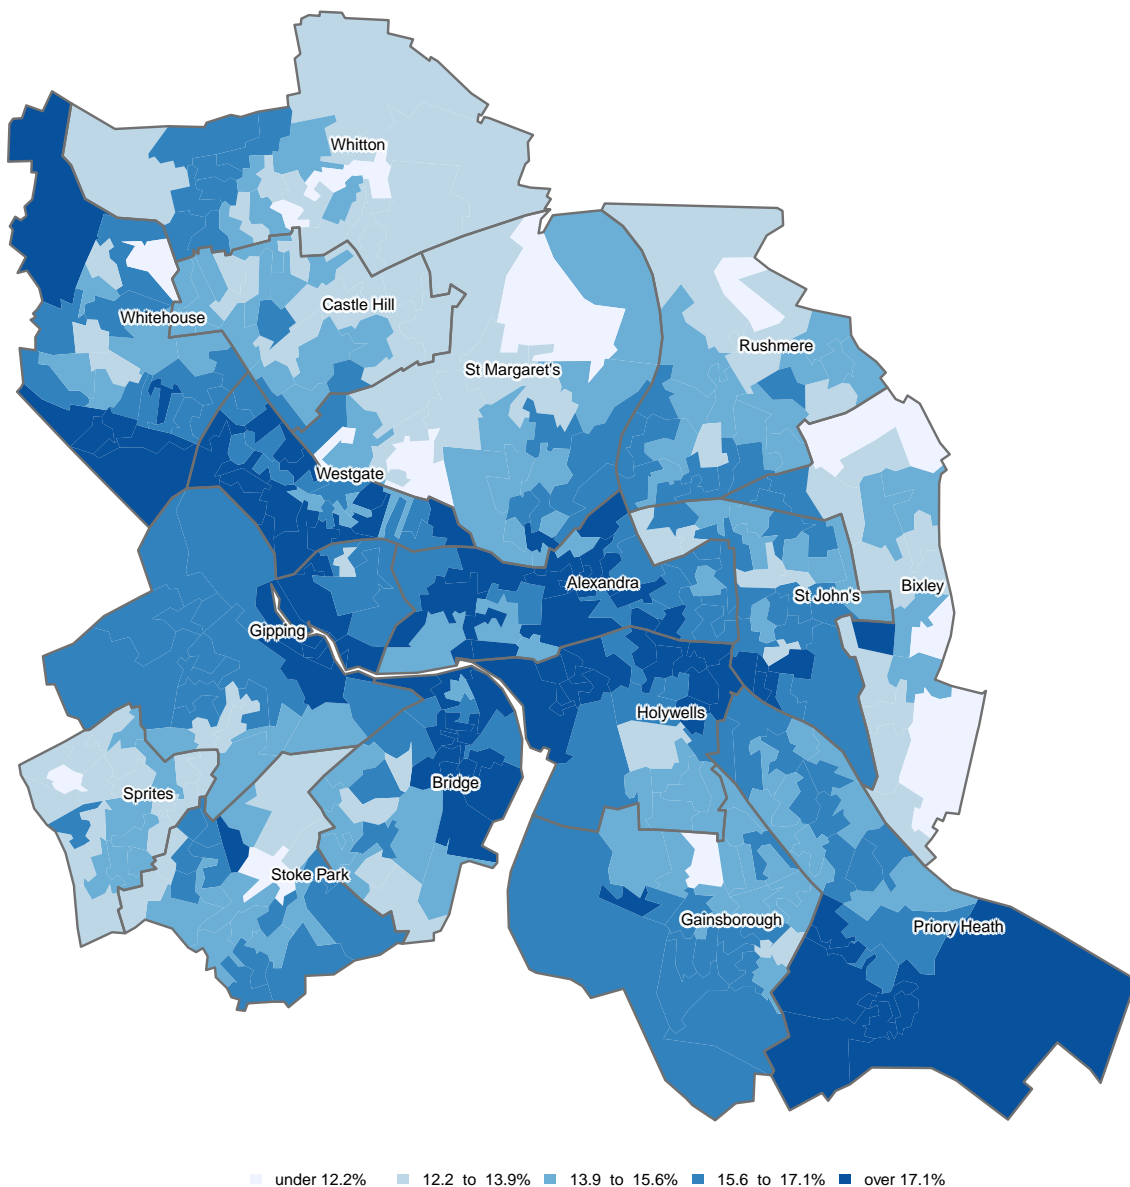 Whitton
Castle Hill
Whitehouse
Rushmere
St Margaret's
Westgate
Alexandra
Bixley
St John's
Gipping
Holywells
Bridge
Sprites
Stoke Park
Gainsborough
Priory Heath
under 12.2% 12.2 to 13.9% 13.9 to 15.6% 15.6 to 17.1% over 17.1%